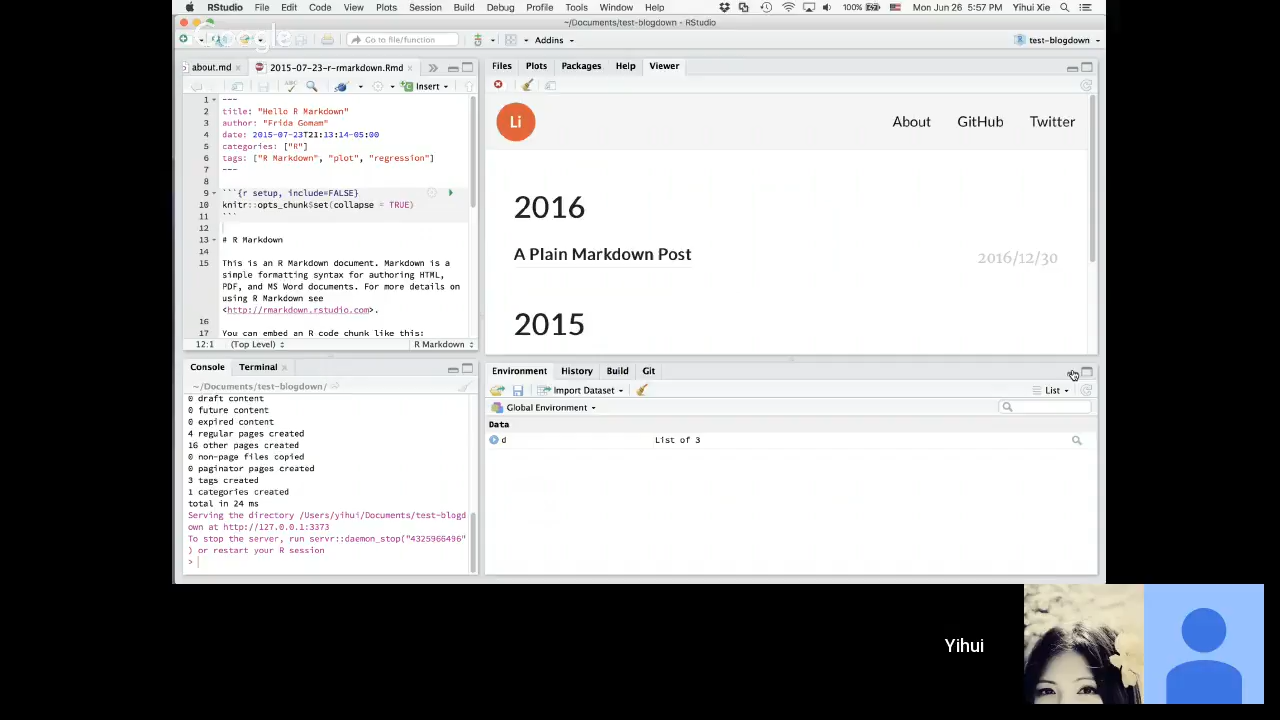 RStudio File Edit Code View Plots Session Build Debug Profile Tools Window Help 100% Mon Jun 26 5:57 PM Yihui Xie
~/Documents/test-blogdown - RStudio
Go to file/function Addins test-blogdown
about.md 2015-07-23-r-rmarkdown.Rmd
Insert
1 ---
2 title: "Hello R Markdown"
3 author: "Frida Gomam"
4 date: 2015-07-23T21:13:14-05:00
5 categories: ["R"]
6 tags: ["R Markdown", "plot", "regression"]
7 ---
8
9 ```{r setup, include=FALSE}
10 knitr::opts_chunk$set(collapse = TRUE)
11 ```
12
13 # R Markdown
14
15 This is an R Markdown document. Markdown is a
simple formatting syntax for authoring HTML,
PDF, and MS Word documents. For more details on
using R Markdown see
<http://rmarkdown.rstudio.com>.
16
17 You can embed an R code chunk like this:
12:1 (Top Level) R Markdown
Console Terminal
~/Documents/test-blogdown/
0 draft content
0 future content
0 expired content
4 regular pages created
16 other pages created
0 non-page files copied
0 paginator pages created
3 tags created
1 categories created
total in 24 ms
Serving the directory /Users/yihui/Documents/test-blogd
own at http://127.0.0.1:3373
To stop the server, run servr::daemon_stop("4325966496"
) or restart your R session
>
Files Plots Packages Help Viewer
Li About GitHub Twitter
2016
A Plain Markdown Post 2016/12/30
2015
Environment History Build Git
Import Dataset List
Global Environment
Data
d List of 3
Yihui